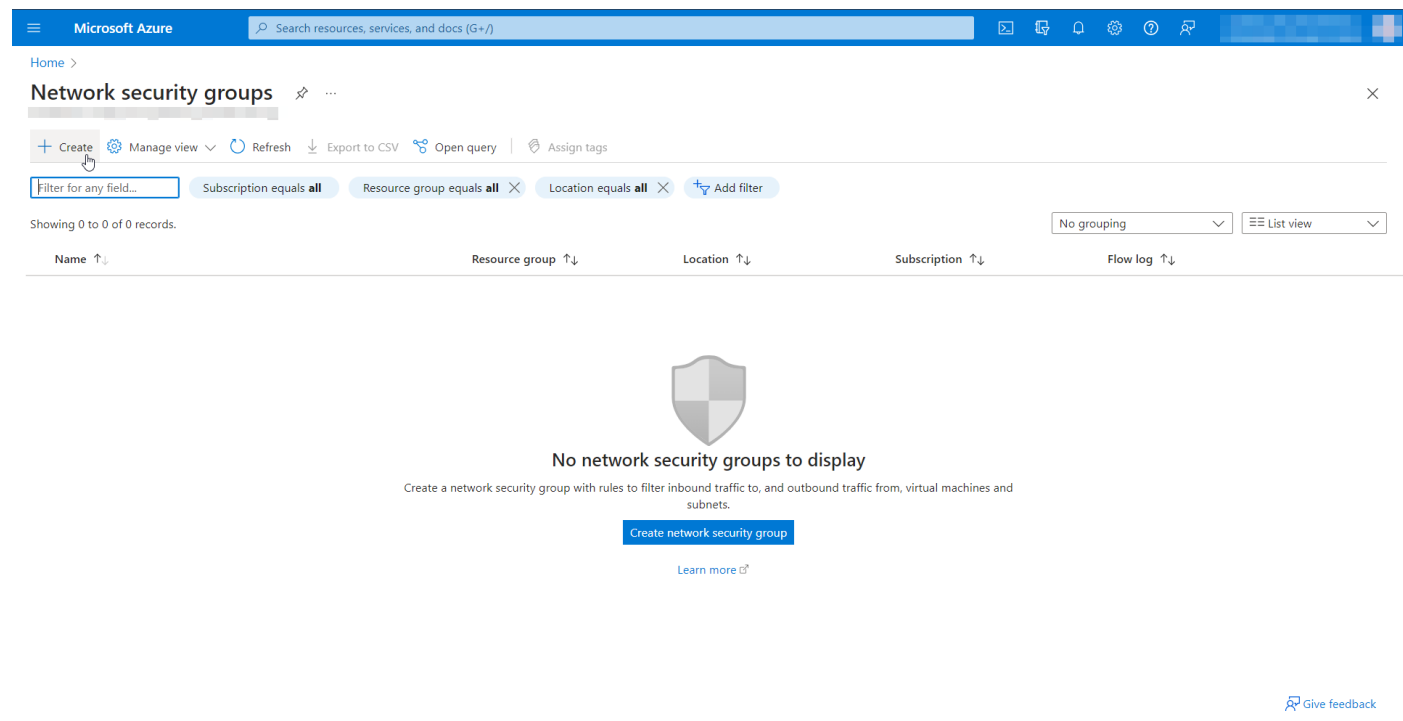 Microsoft Azure Search resources, services, and docs (G+/)
Home >
Network security groups ...
+ Create Manage view Refresh Export to CSV Open query Assign tags
Filter for any field... Subscription equals all Resource group equals all Location equals all Add filter
Showing 0 to 0 of 0 records. No grouping List view
Name ↑↓ Resource group ↑↓ Location ↑↓ Subscription ↑↓ Flow log ↑↓
No network security groups to display
Create a network security group with rules to filter inbound traffic to, and outbound traffic from, virtual machines and
subnets.
Create network security group
Learn more
Give feedback